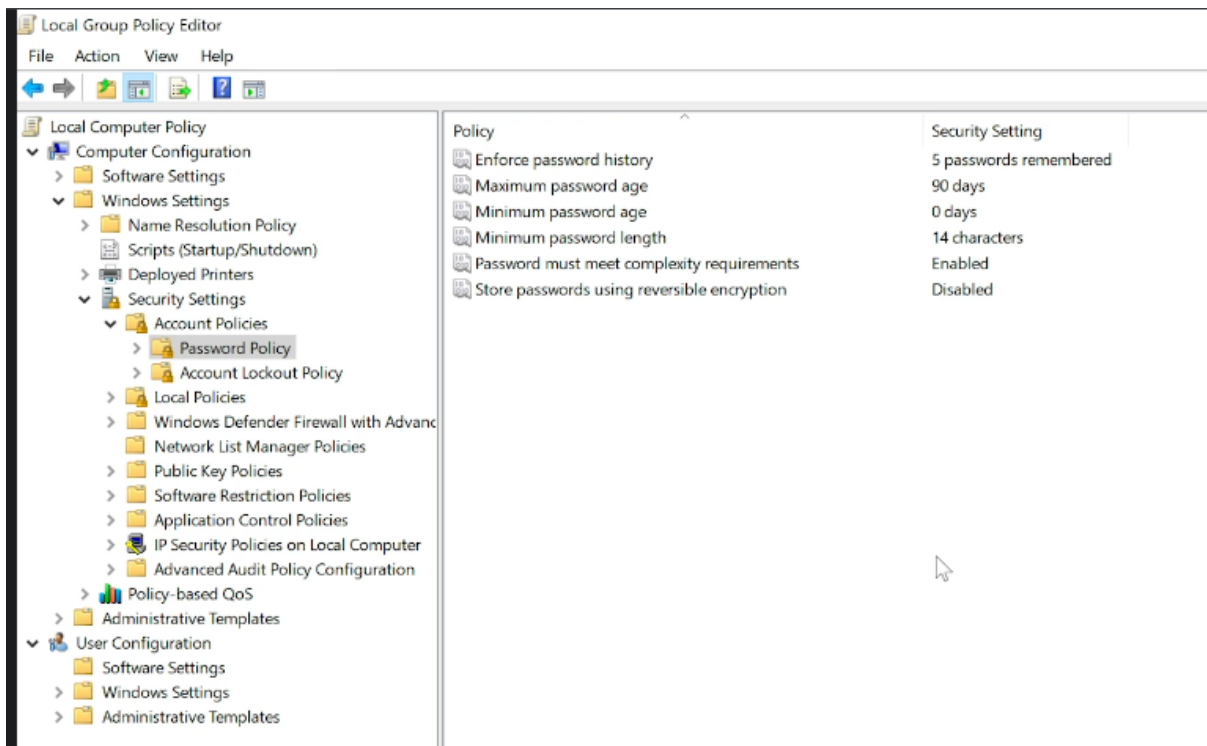 Local Group Policy Editor
File Action View Help
Local Computer Policy
Computer Configuration
Software Settings
Windows Settings
Name Resolution Policy
Scripts (Startup/Shutdown)
Deployed Printers
Security Settings
Account Policies
Password Policy
Account Lockout Policy
Local Policies
Windows Defender Firewall with Advanc
Network List Manager Policies
Public Key Policies
Software Restriction Policies
Application Control Policies
IP Security Policies on Local Computer
Advanced Audit Policy Configuration
Policy-based QoS
Administrative Templates
User Configuration
Software Settings
Windows Settings
Administrative Templates
Policy Security Setting
Enforce password history 5 passwords remembered
Maximum password age 90 days
Minimum password age 0 days
Minimum password length 14 characters
Password must meet complexity requirements Enabled
Store passwords using reversible encryption Disabled